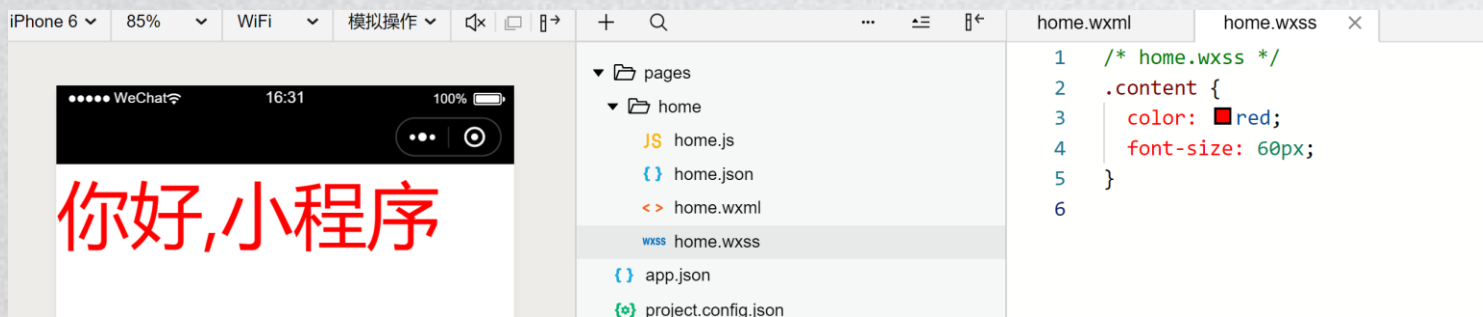 iPhone 6 85% WiFi 模拟操作
WeChat 16:31 100%
你好,小程序
pages
home
JS home.js
{ } home.json
< > home.wxml
wxss home.wxss
{ } app.json
{o} project.config.json
home.wxml home.wxss
1 /* home.wxss */
2 .content {
3 color: red;
4 font-size: 60px;
5 }
6